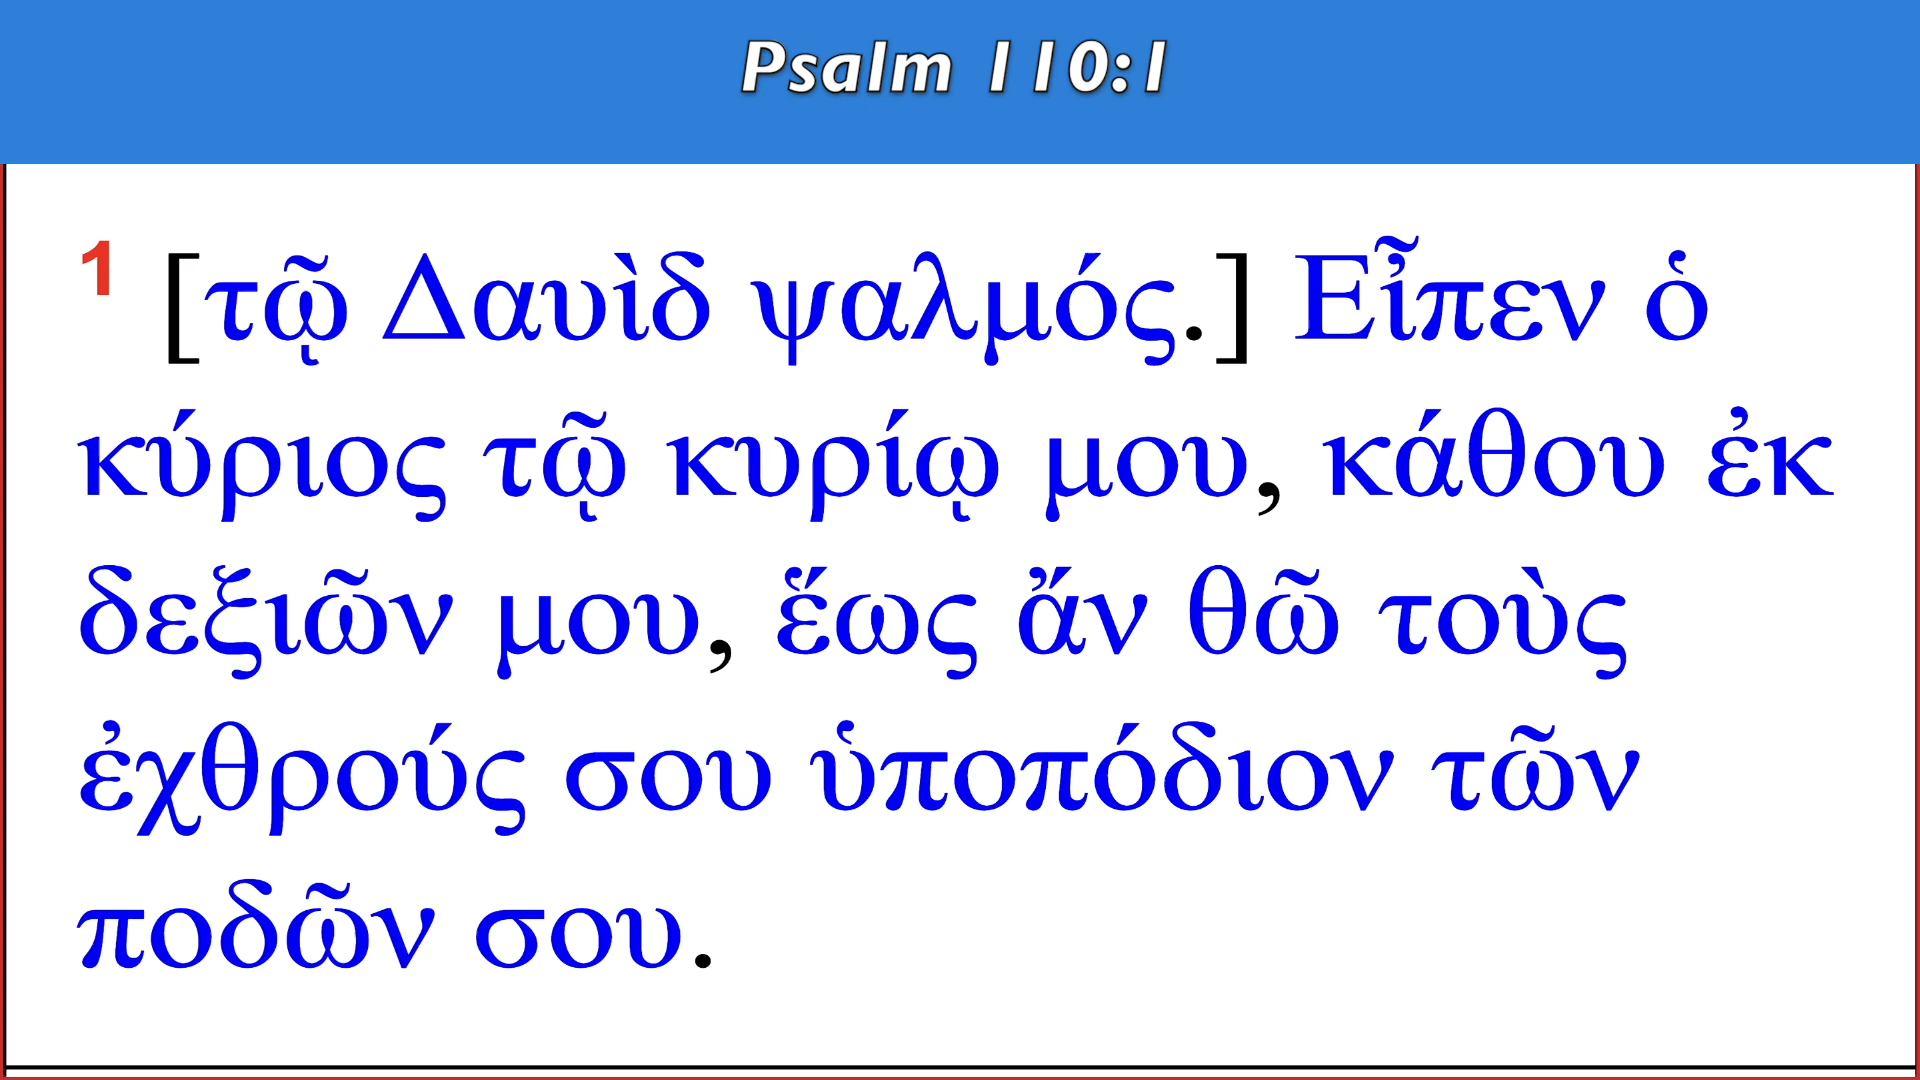 Psalm 110:1
1 [τῷ Δαυὶδ ψαλμός.] Εἶπεν ὁ
κύριος τῷ κυρίῳ μου, κάθου ἐκ
δεξιῶν μου, ἕως ἄν θῶ τοὺς
ἐχθρούς σου ὑποπόδιον τῶν
ποδῶν σου.